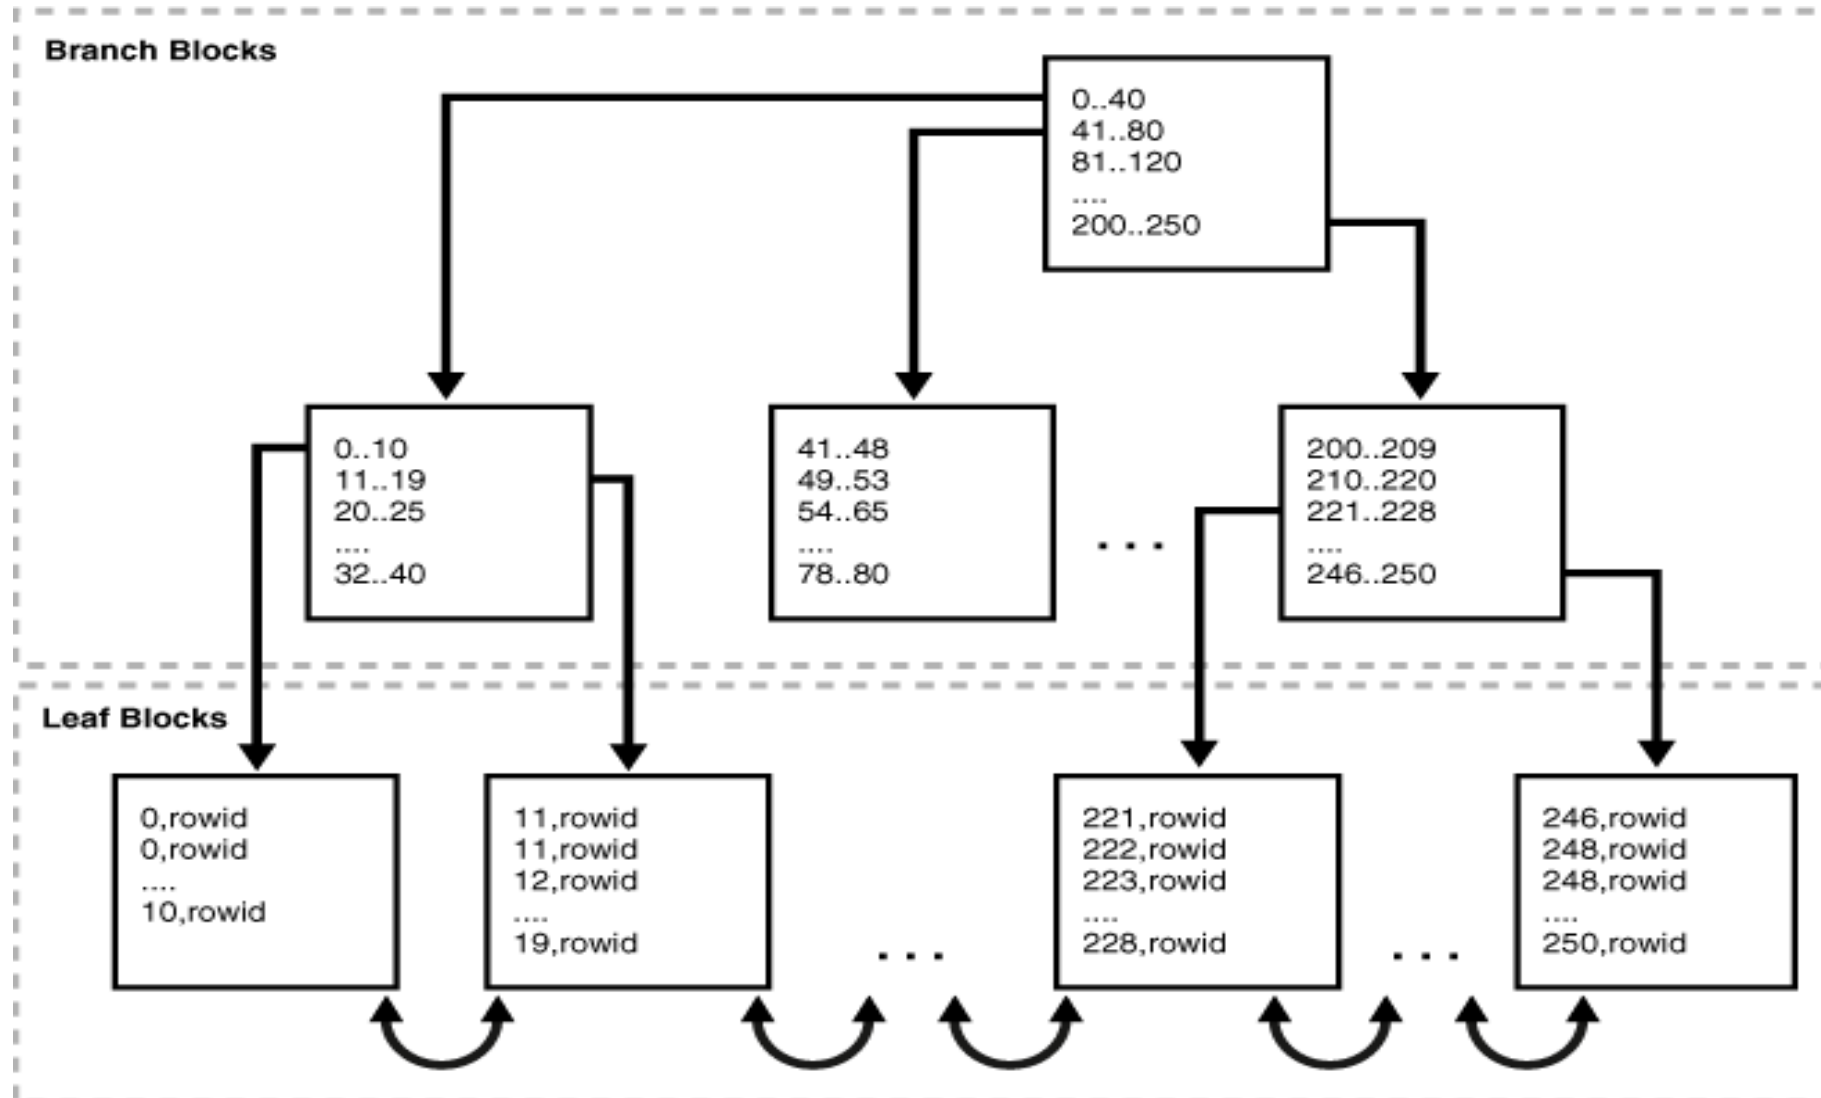 Branch Blocks
0..40
41..80
81..120
....
200..250
0..10
11..19
20..25
....
32..40
41..48
49..53
54..65
....
78..80
...
200..209
210..220
221..228
....
246..250
Leaf Blocks
0,rowid
0,rowid
....
10,rowid
11,rowid
11,rowid
12,rowid
....
19,rowid
...
221,rowid
222,rowid
223,rowid
....
228,rowid
...
246,rowid
248,rowid
248,rowid
....
250,rowid